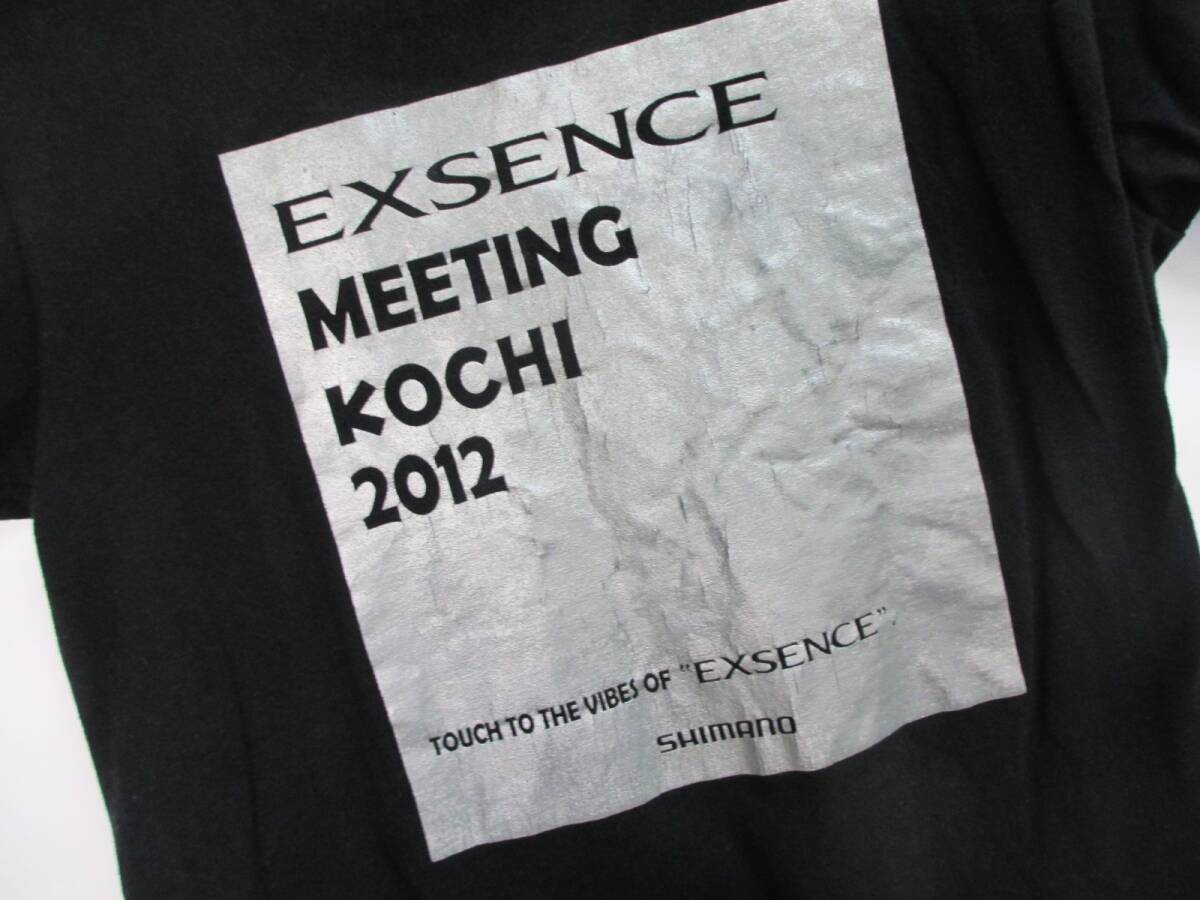 EXSENCE
MEETING
KOCHI
2012
TOUCH TO THE VIBES OF "EXSENCE".
SHIMANO